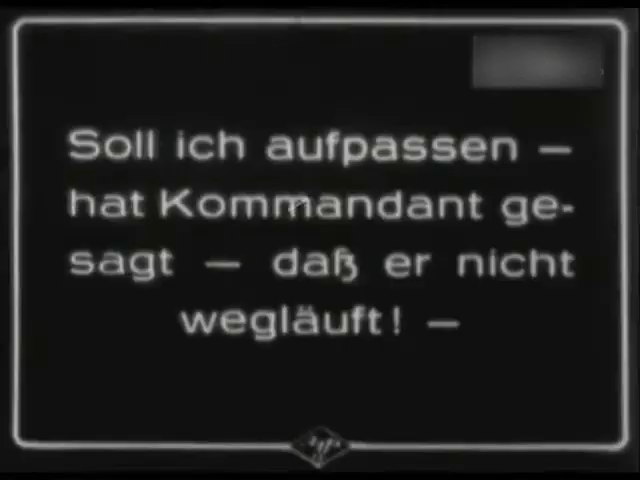 Soll ich aufpassen —
hat Kommandant ge-
sagt — daß er nicht
wegläuft! —